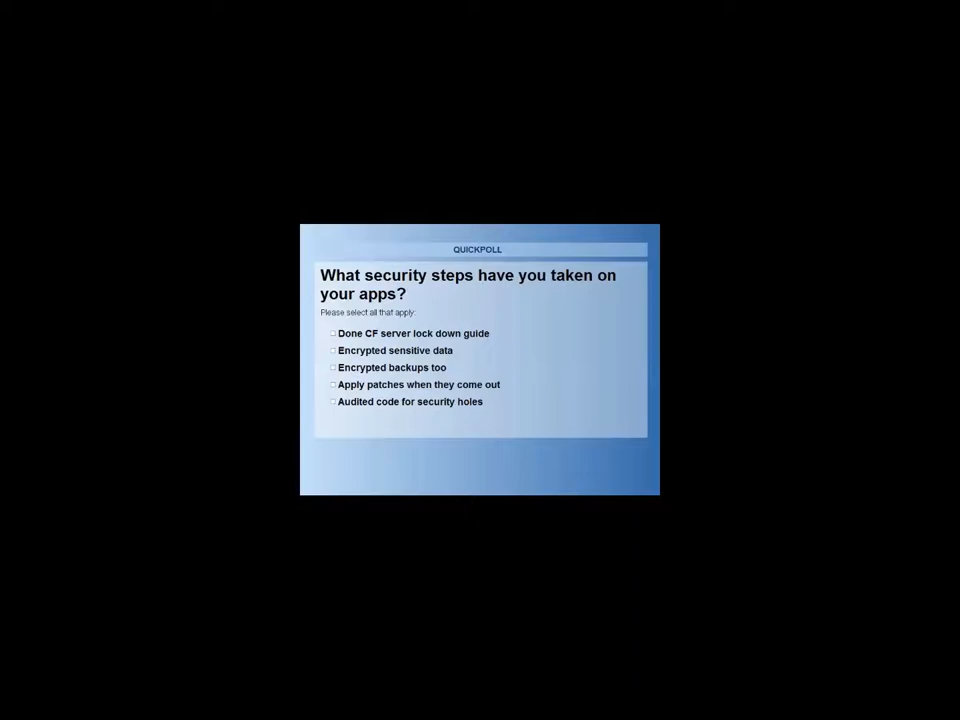 QUICKPOLL
What security steps have you taken on
your apps?
Please select all that apply:
Done CF server lock down guide
Encrypted sensitive data
Encrypted backups too
Apply patches when they come out
Audited code for security holes